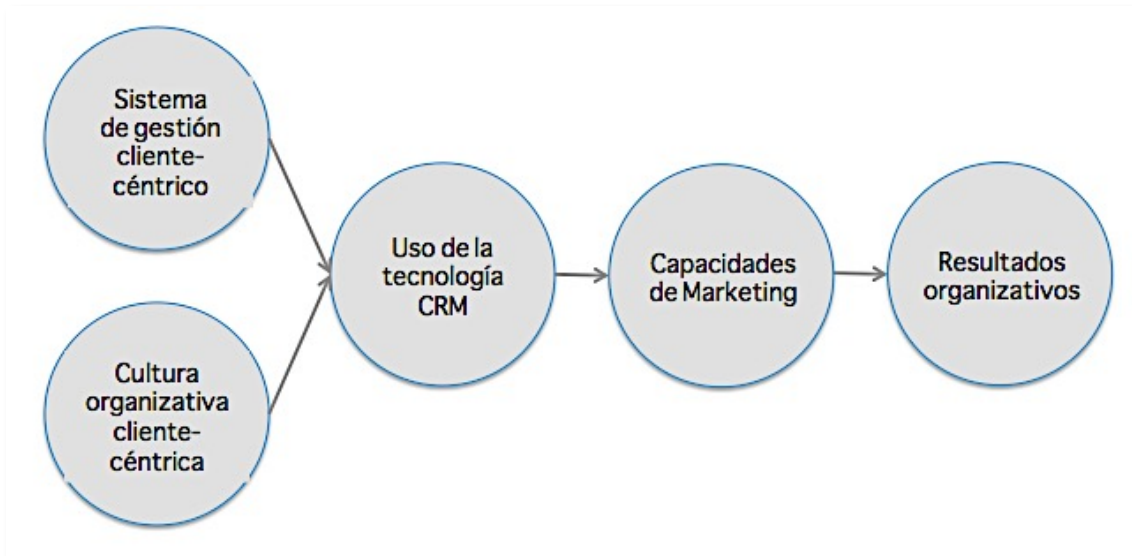 Sistema
de gestión
cliente-
céntrico
Cultura
organizativa
cliente-
céntrica
Uso de la
tecnología
CRM
Capacidades
de Marketing
Resultados
organizativos